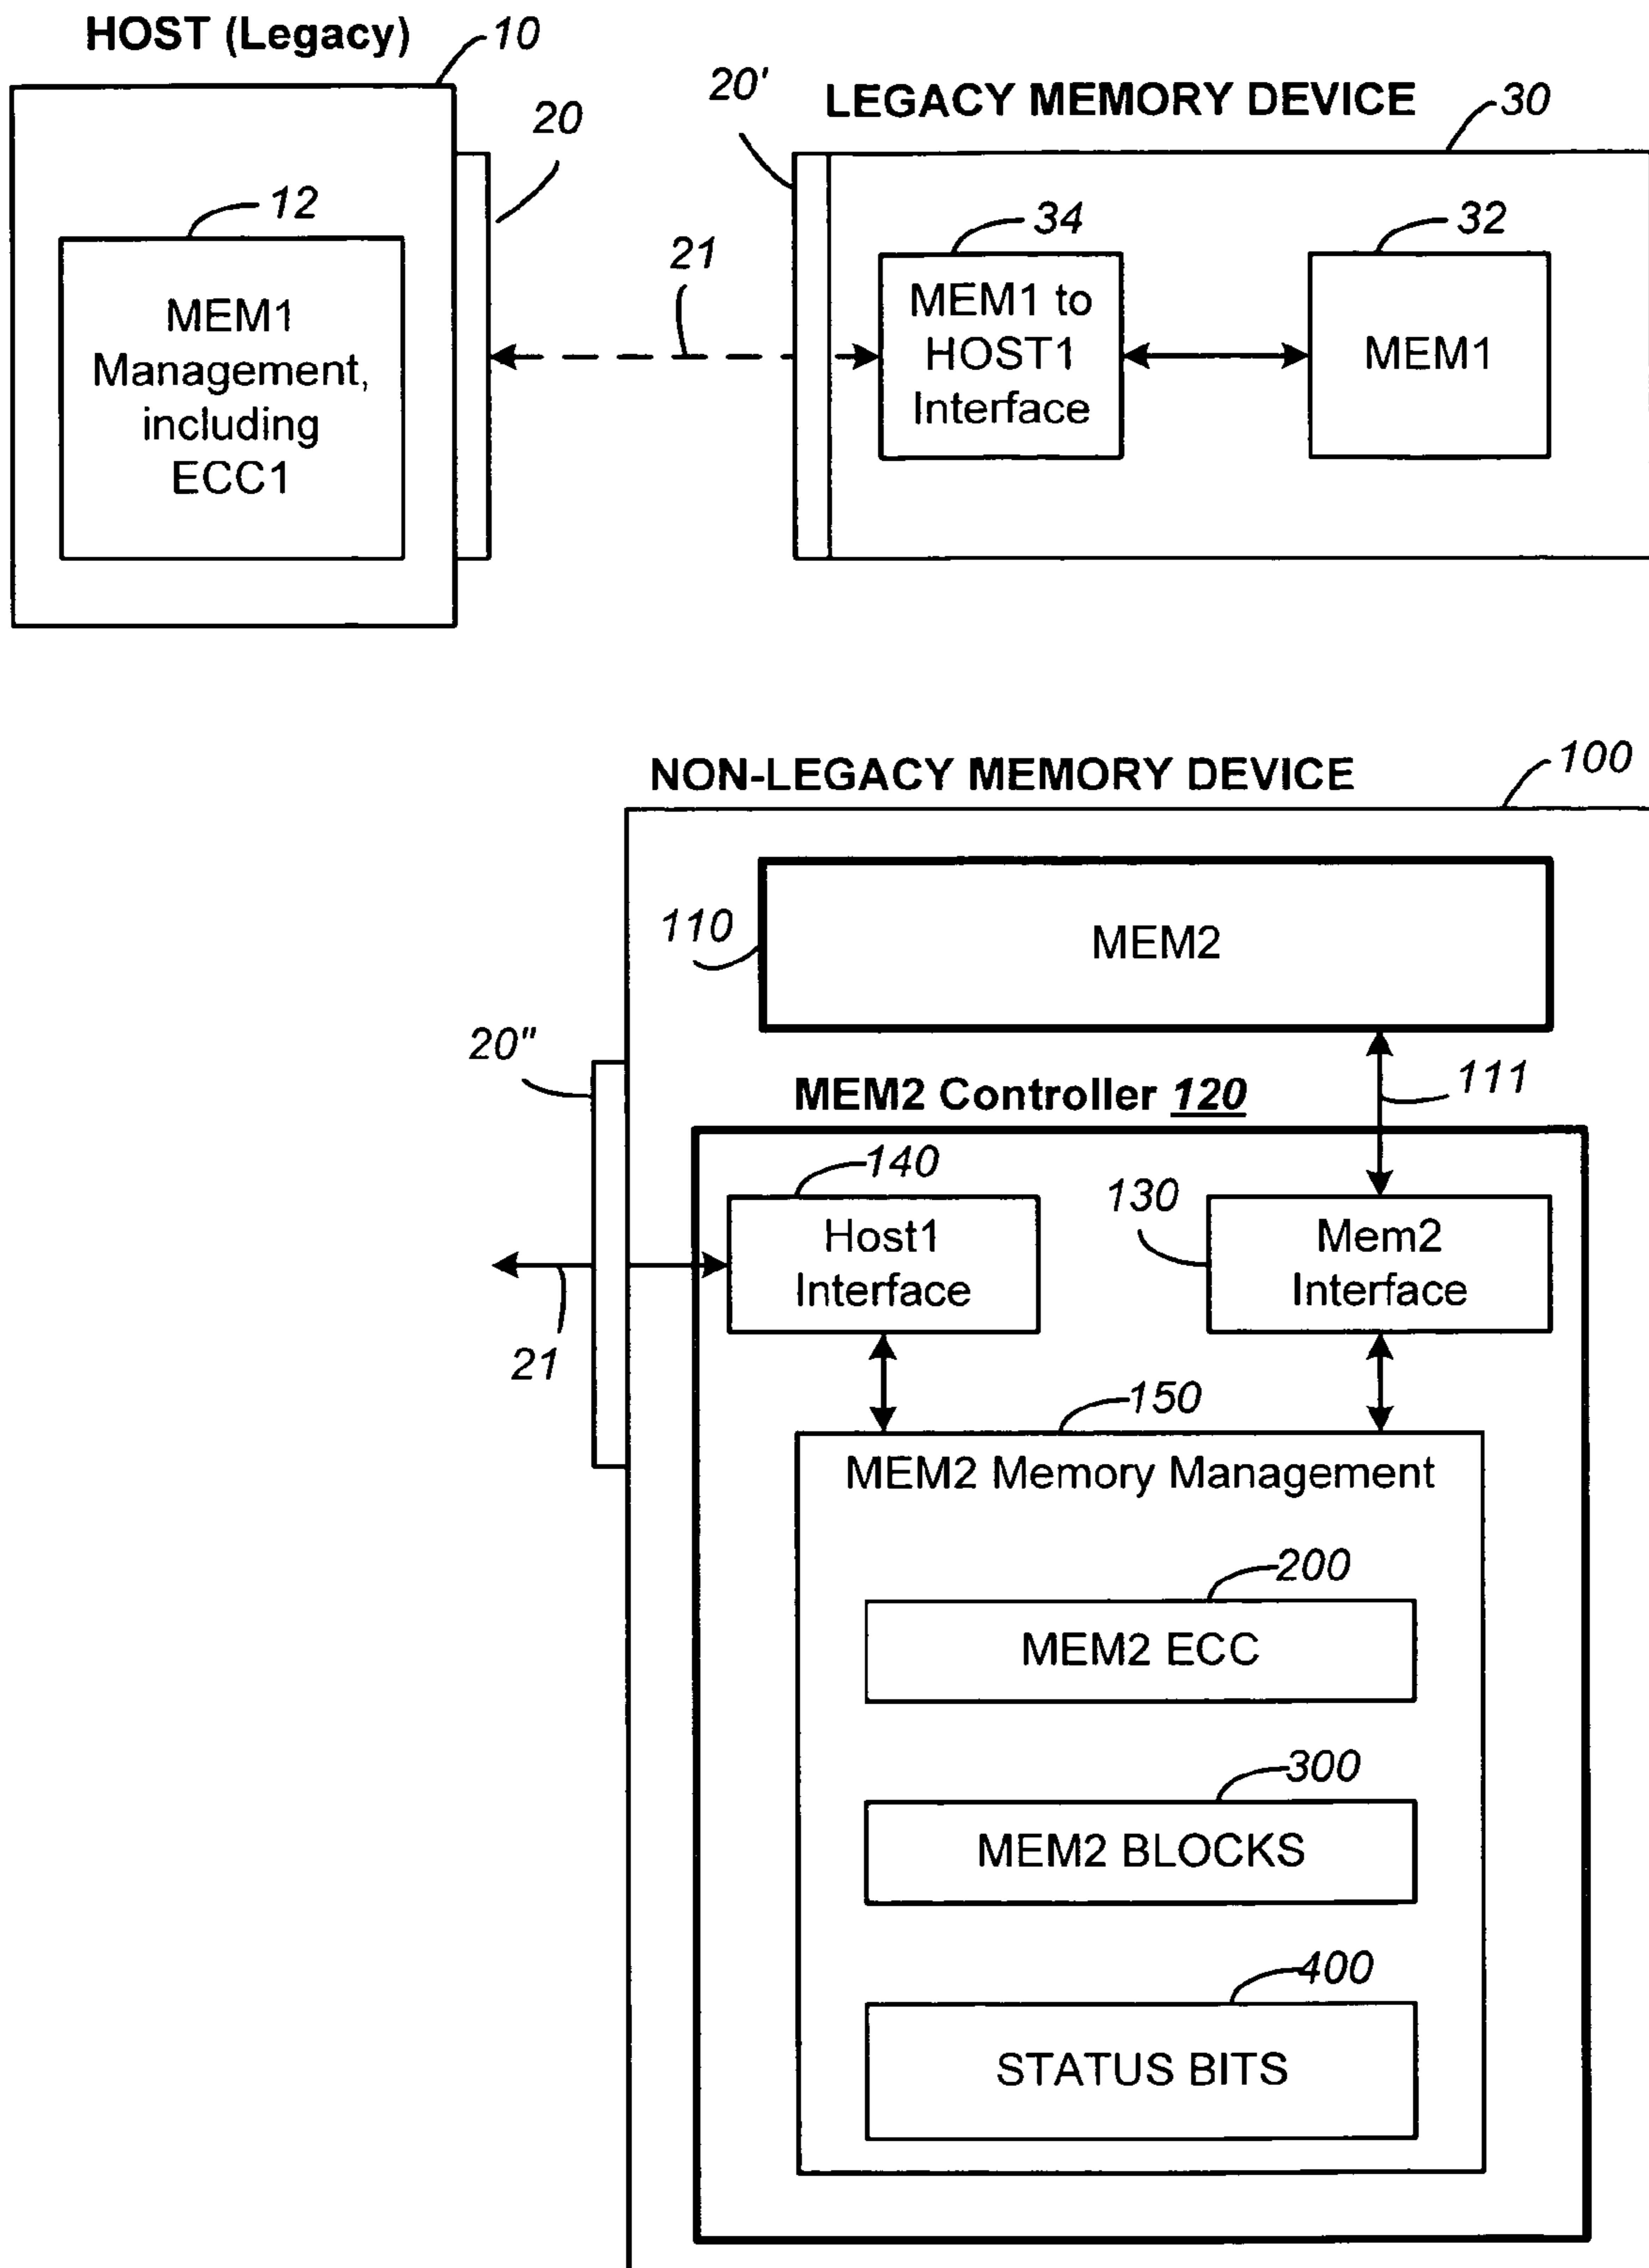 HOST (Legacy)
10
20
20'
LEGACY MEMORY DEVICE
30
12
MEM1
Management,
including
ECC1
21
34
MEM1 to
HOST1
Interface
32
MEM1
NON-LEGACY MEMORY DEVICE
100
110
MEM2
20"
MEM2 Controller 120
111
140
Host1
Interface
130
Mem2
Interface
21
150
MEM2 Memory Management
200
MEM2 ECC
300
MEM2 BLOCKS
400
STATUS BITS